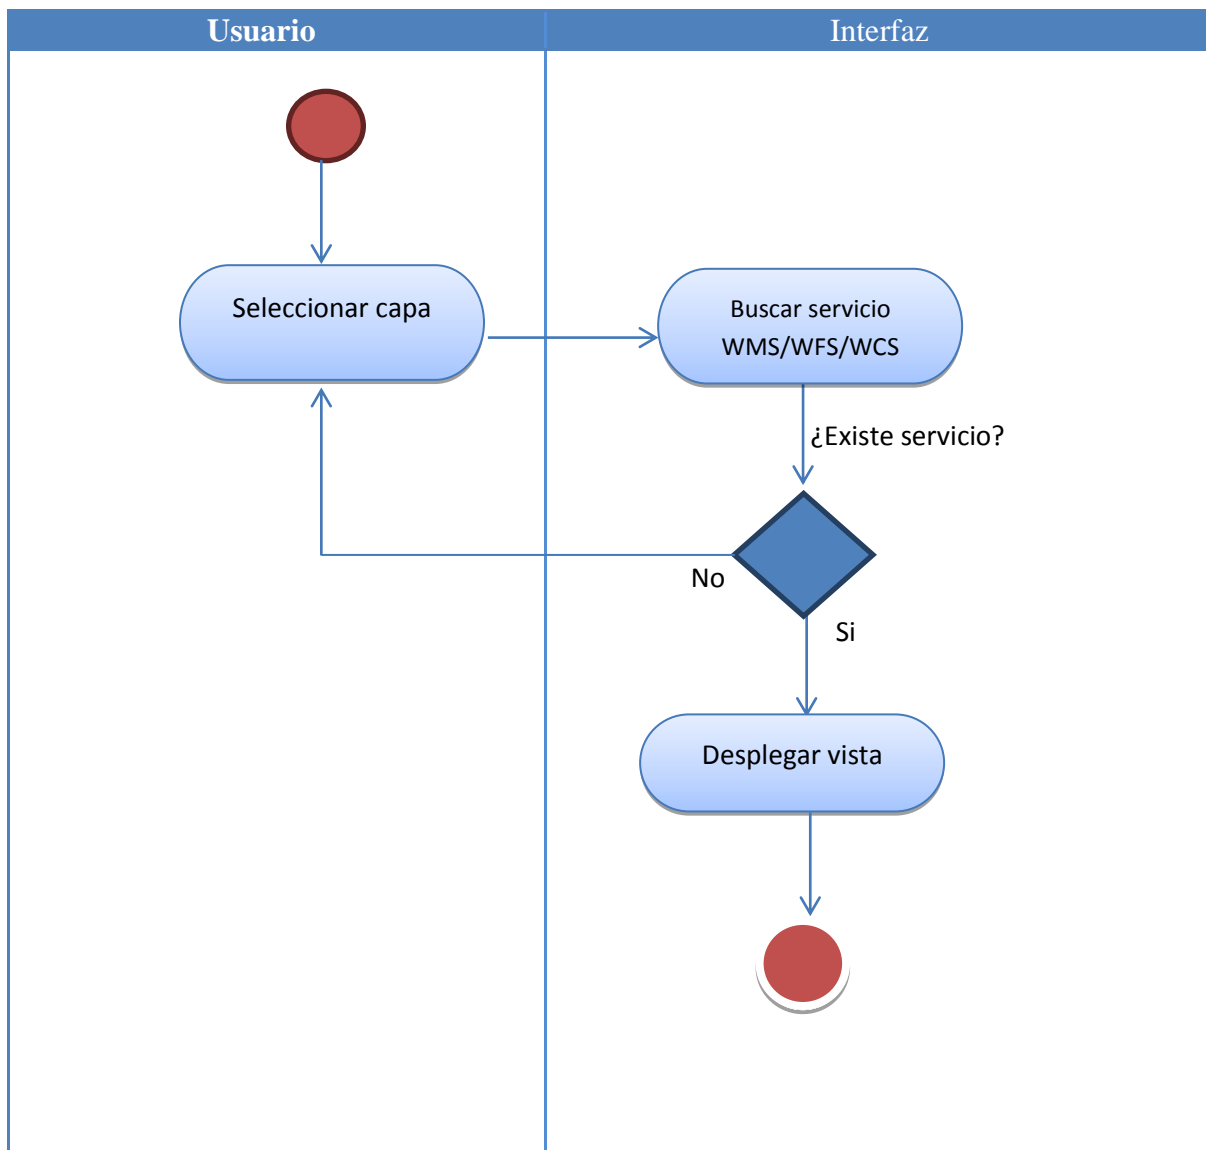 Usuario
Interfaz
Seleccionar capa
Buscar servicio
WMS/WFS/WCS
¿Existe servicio?
No
Si
Desplegar vista